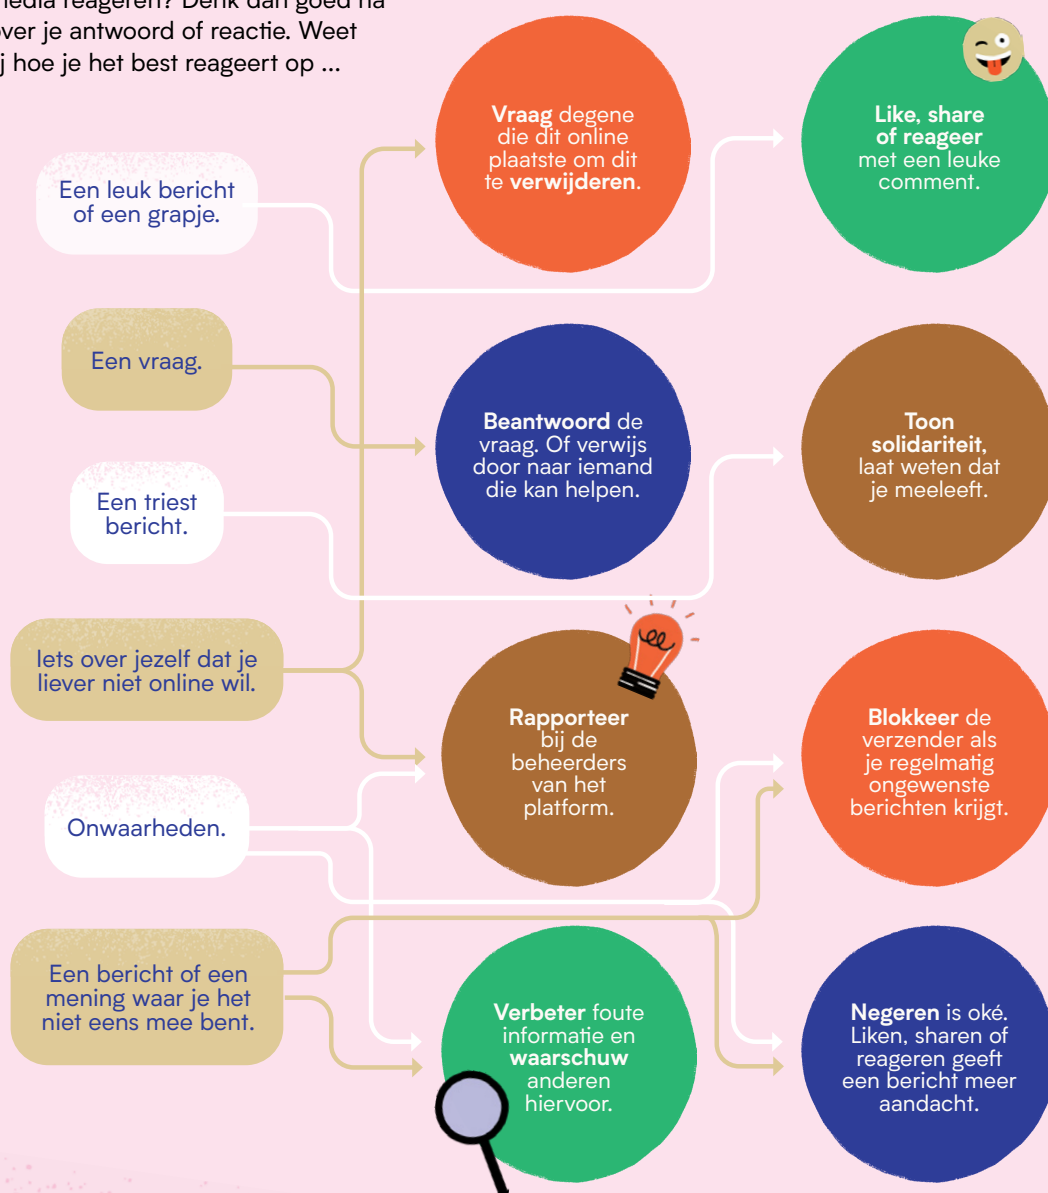 media reageren? Denk dan goed na
over je antwoord of reactie. Weet
jij hoe je het best reageert op ...
Een leuk bericht
of een grapje.
Een vraag.
Een triest
bericht.
Iets over jezelf dat je
liever niet online wil.
Onwaarheden.
Een bericht of een
mening waar je het
niet eens mee bent.
Vraag degene
die dit online
plaatste om dit
te verwijderen.
Like, share
of reageer
met een leuke
comment.
Beantwoord de
vraag. Of verwijs
door naar iemand
die kan helpen.
Toon
solidariteit,
laat weten dat
je meeleeft.
Rapporteer
bij de
beheerders
van het
platform.
Blokkeer de
verzender als
je regelmatig
ongewenste
berichten krijgt.
Verbeter foute
informatie en
waarschuw
anderen
hiervoor.
Negeren is oké.
Liken, sharen of
reageren geeft
een bericht meer
aandacht.